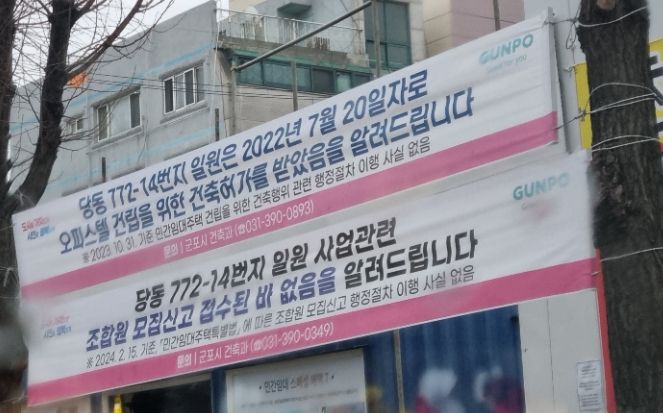 GUNPO
당동 772-14번지 일원은 2022년 7월 20일자로
오피스텔 건립을 위한 건축허가를 받았음을 알려드립니다
※ 2023. 10. 31. 기준 민간임대주택 건립을 위한 건축행위 관련 행정절차 이행 사실 없음
문의 | 군포시 건축과 (☎031-390-0893)
GUNPO
당동 772-14번지 일원 사업관련
조합원 모집신고 접수된 바 없음을 알려드립니다
※ 2024. 2. 15. 기준, 「민간임대주택특별법」에 따른 조합원 모집신고 행정절차 이행 사실 없음
문의 | 군포시 건축과 (☎031-390-0349)